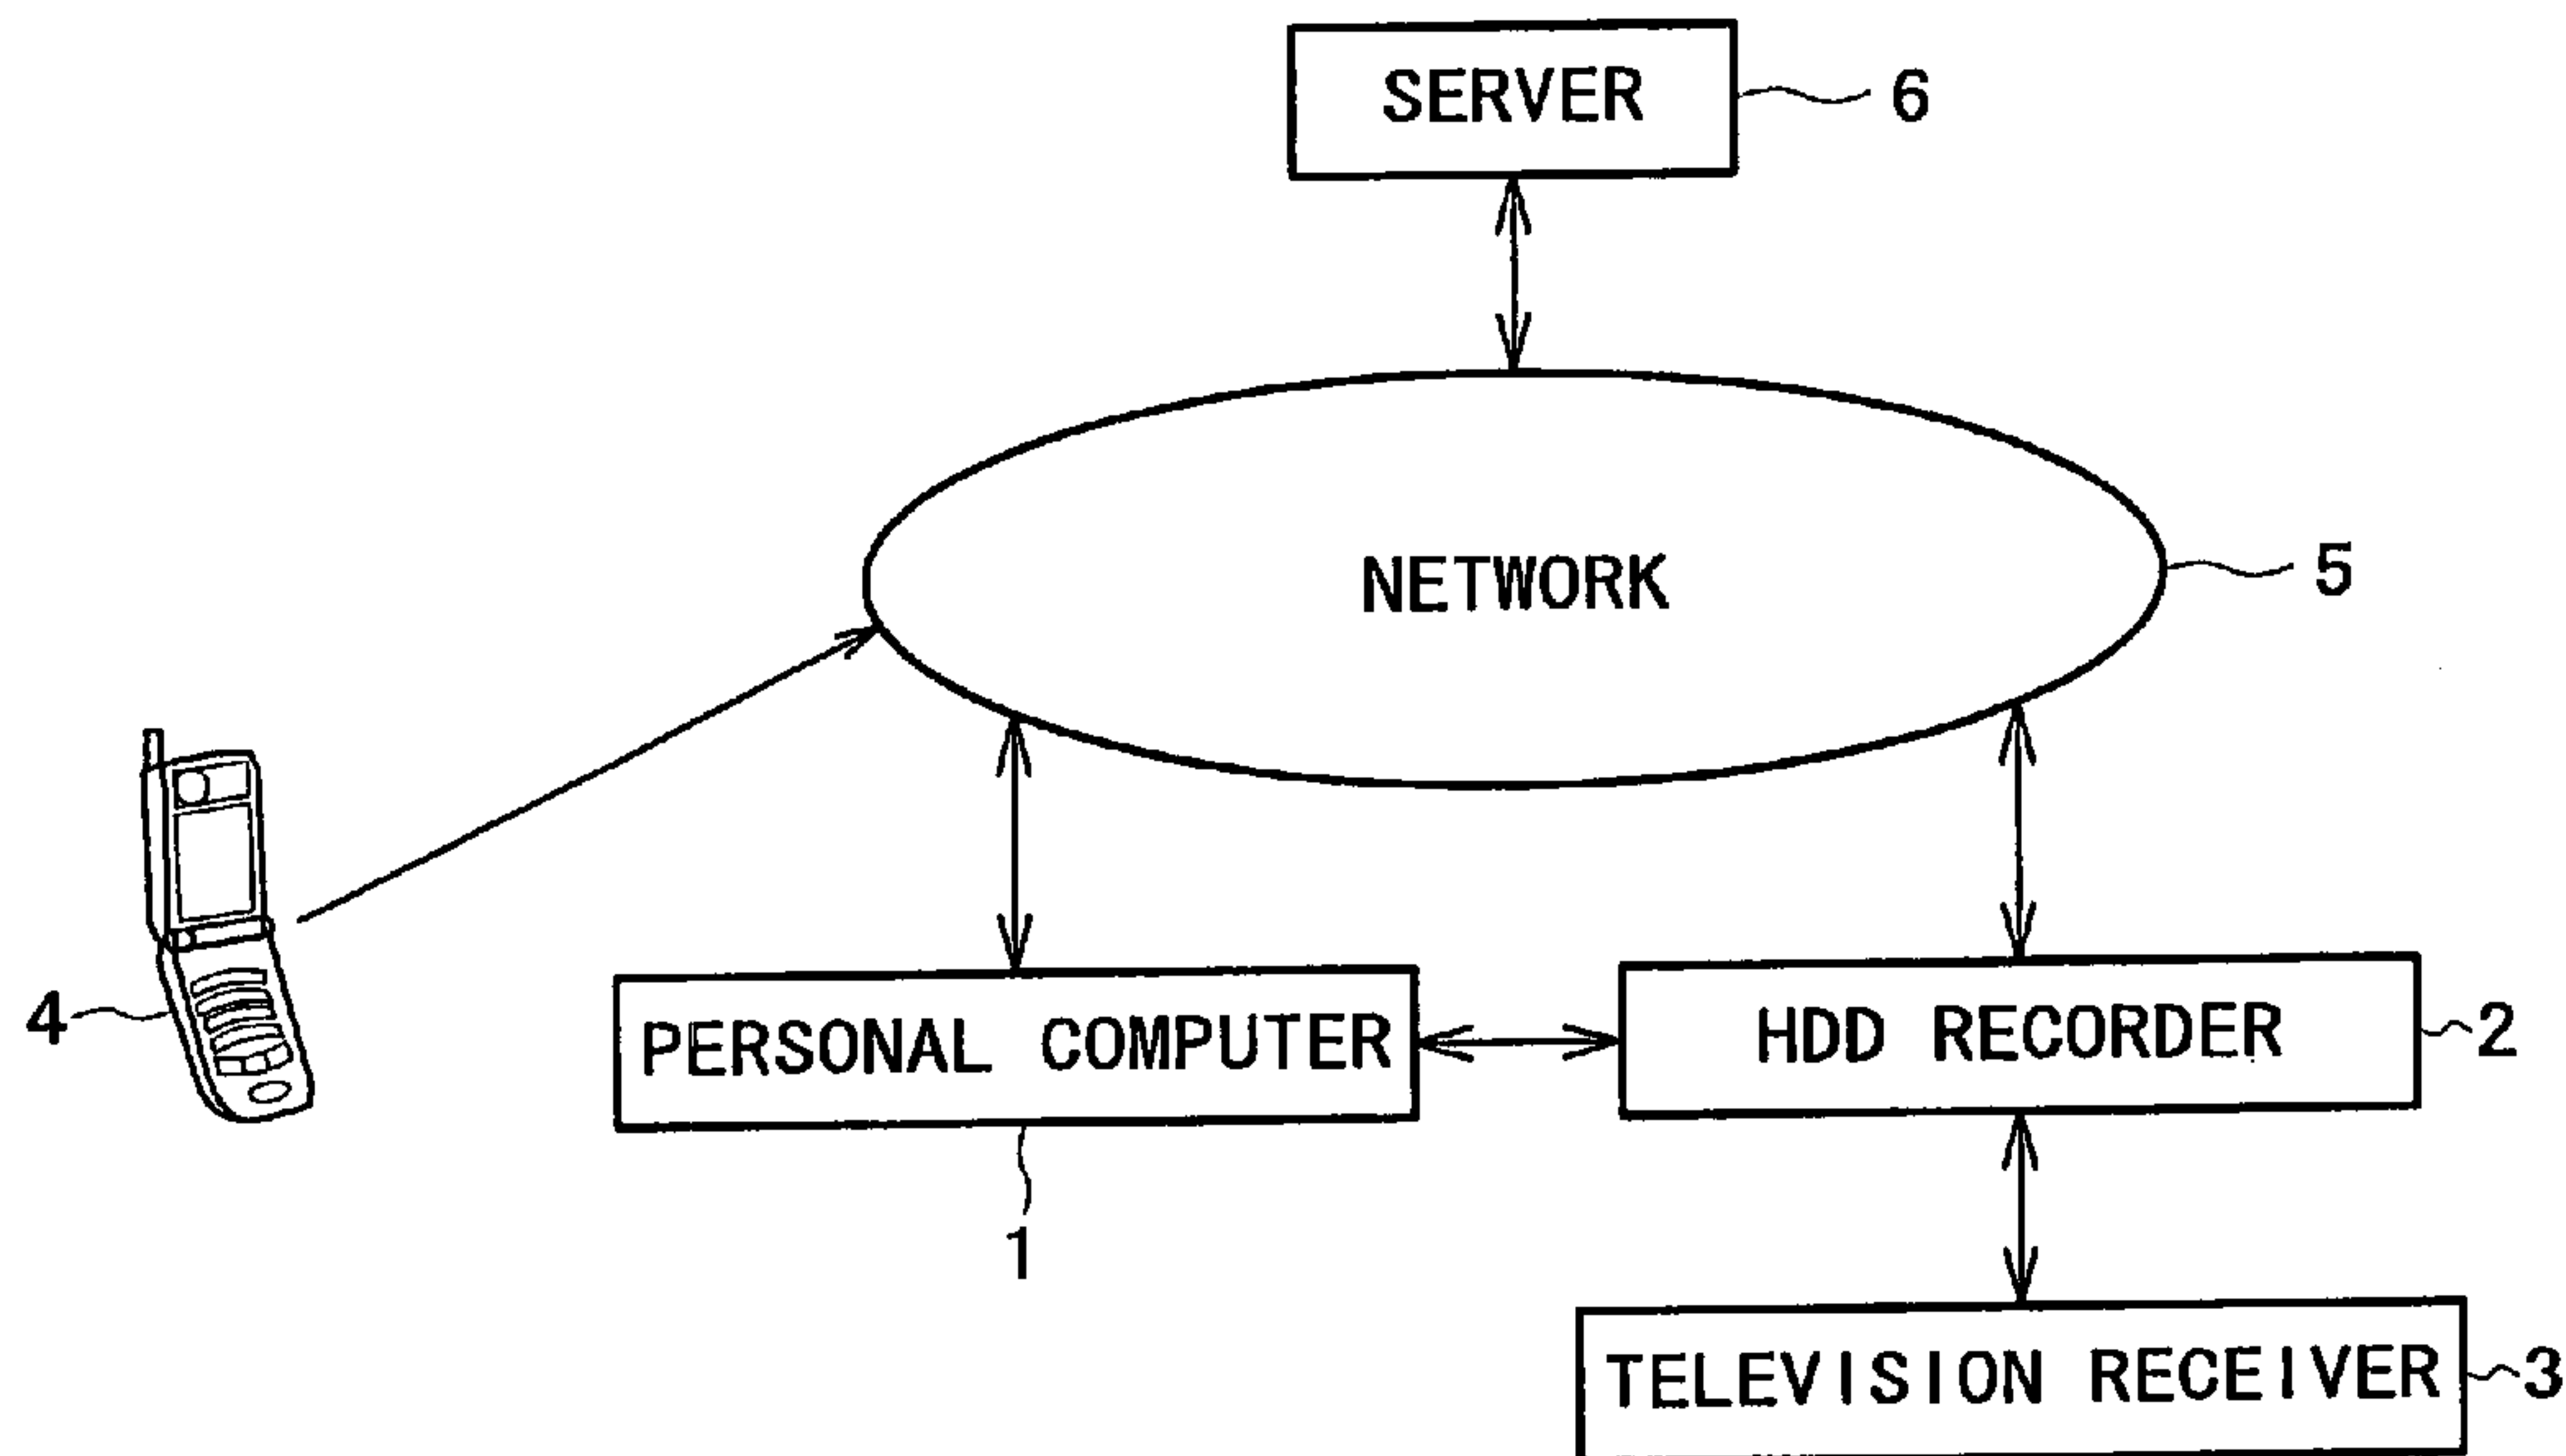 SERVER
6
NETWORK
5
4
PERSONAL COMPUTER
HDD RECORDER
2
1
TELEVISION RECEIVER
3